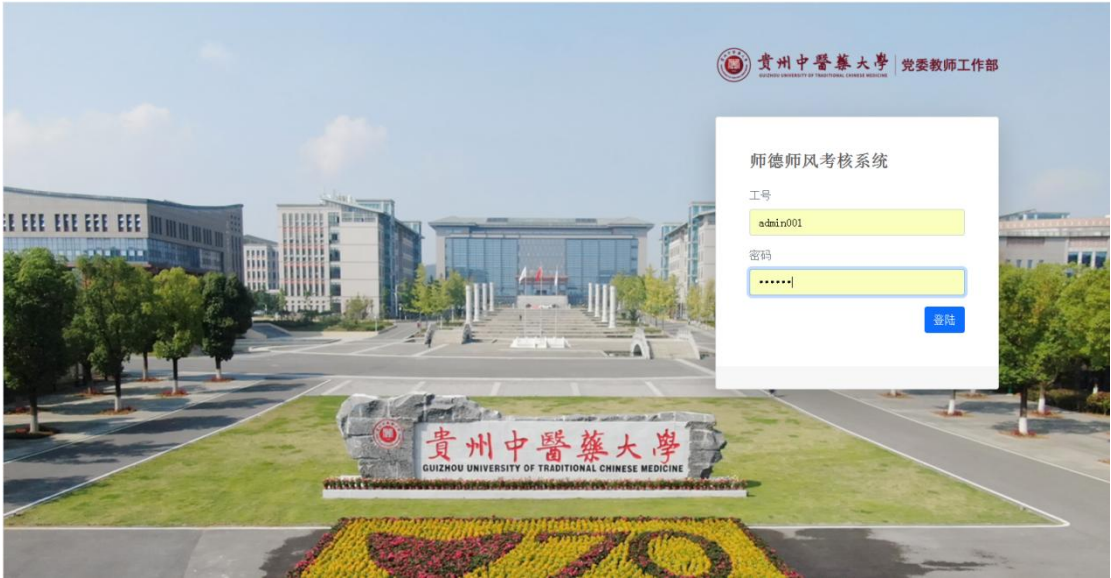 貴州中醫藥大學 党委教师工作部
GUIZHOU UNIVERSITY OF TRADITIONAL CHINESE MEDICINE
师德师风考核系统
工号
admin001
密码
••••••
登陆
貴州中醫藥大學
GUIZHOU UNIVERSITY OF TRADITIONAL CHINESE MEDICINE
70